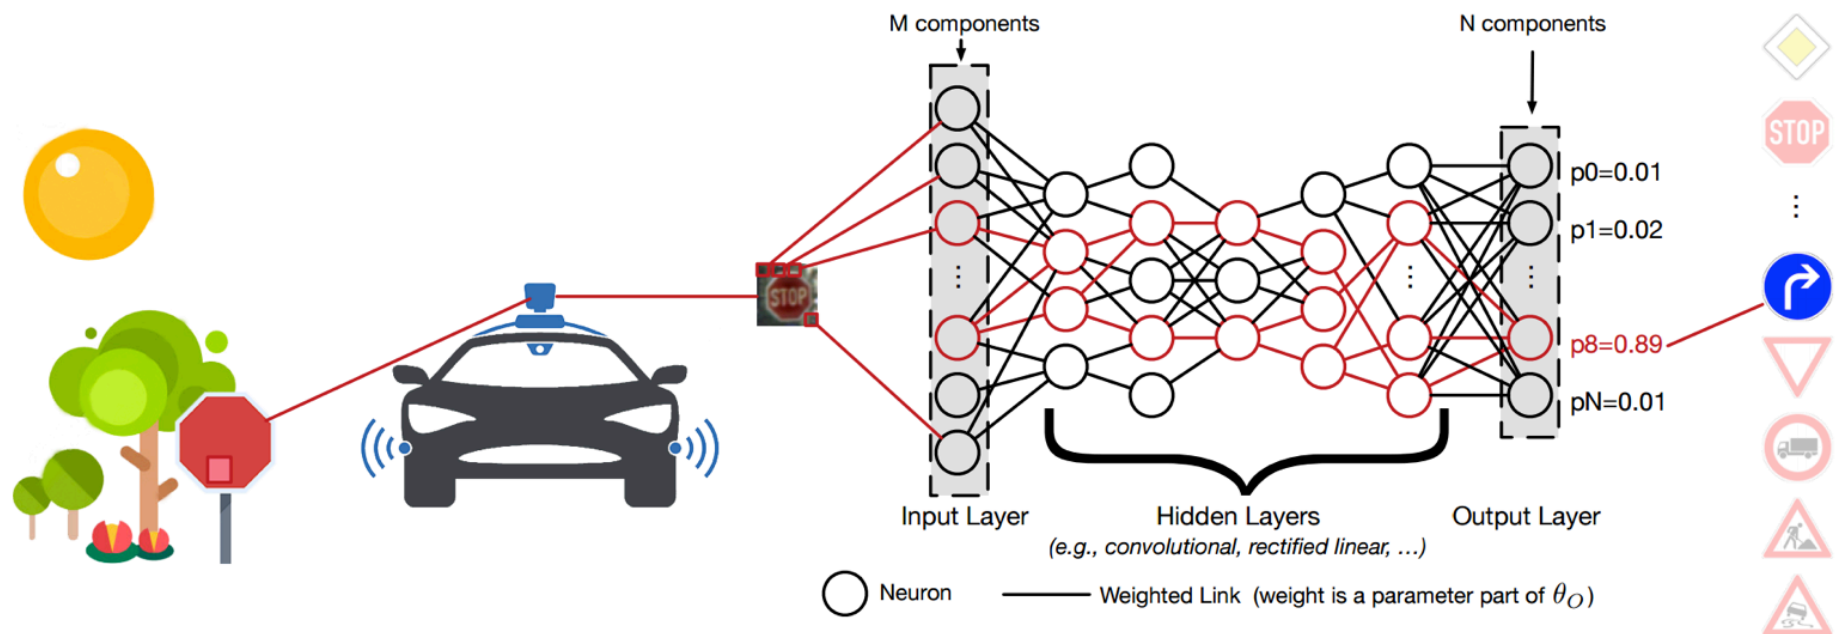 M components
N components
STOP
p0=0.01
⋮
p1=0.02
STOP
⋮
⋮
⋮
p8=0.89
pN=0.01
Input Layer
Hidden Layers
Output Layer
(e.g., convolutional, rectified linear, ...)
Neuron
Weighted Link (weight is a parameter part of θ_O)